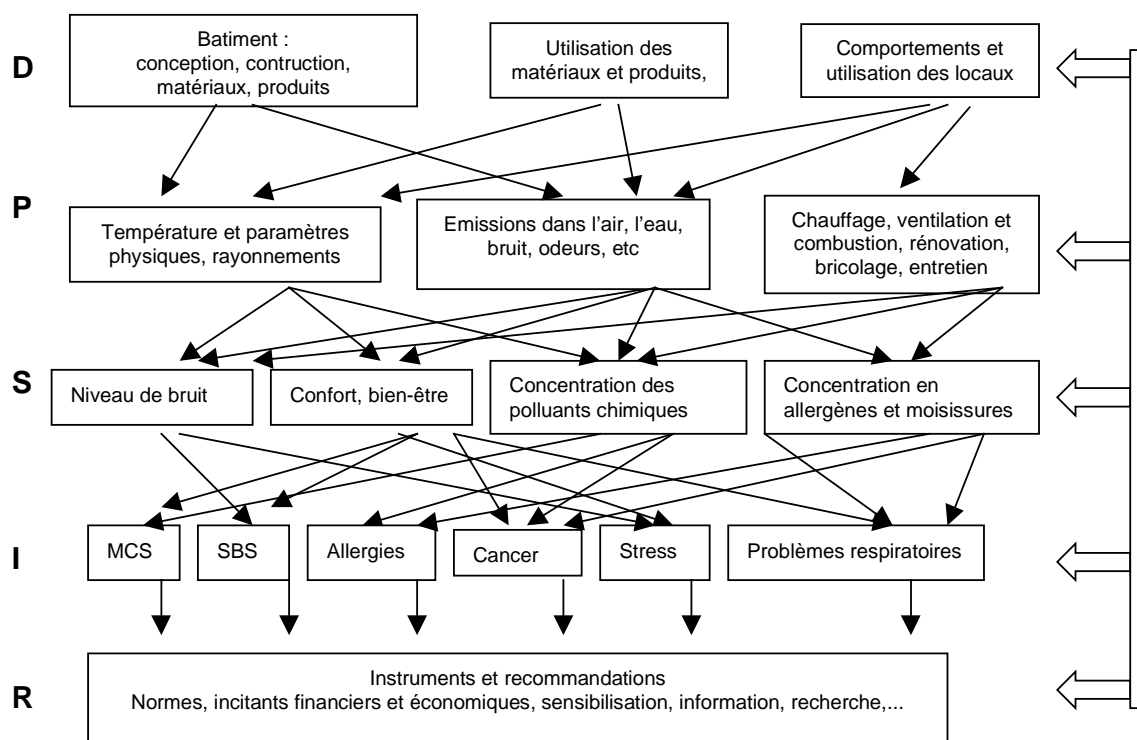 D
Batiment :
conception, contruction,
matériaux, produits
Utilisation des
matériaux et produits,
Comportements et
utilisation des locaux
P
Température et paramètres
physiques, rayonnements
Emissions dans l'air, l'eau,
bruit, odeurs, etc
Chauffage, ventilation et
combustion, rénovation,
bricolage, entretien
S
Niveau de bruit
Confort, bien-être
Concentration des
polluants chimiques
Concentration en
allergènes et moisissures
I
MCS
SBS
Allergies
Cancer
Stress
Problèmes respiratoires
R
Instruments et recommandations
Normes, incitants financiers et économiques, sensibilisation, information, recherche,...